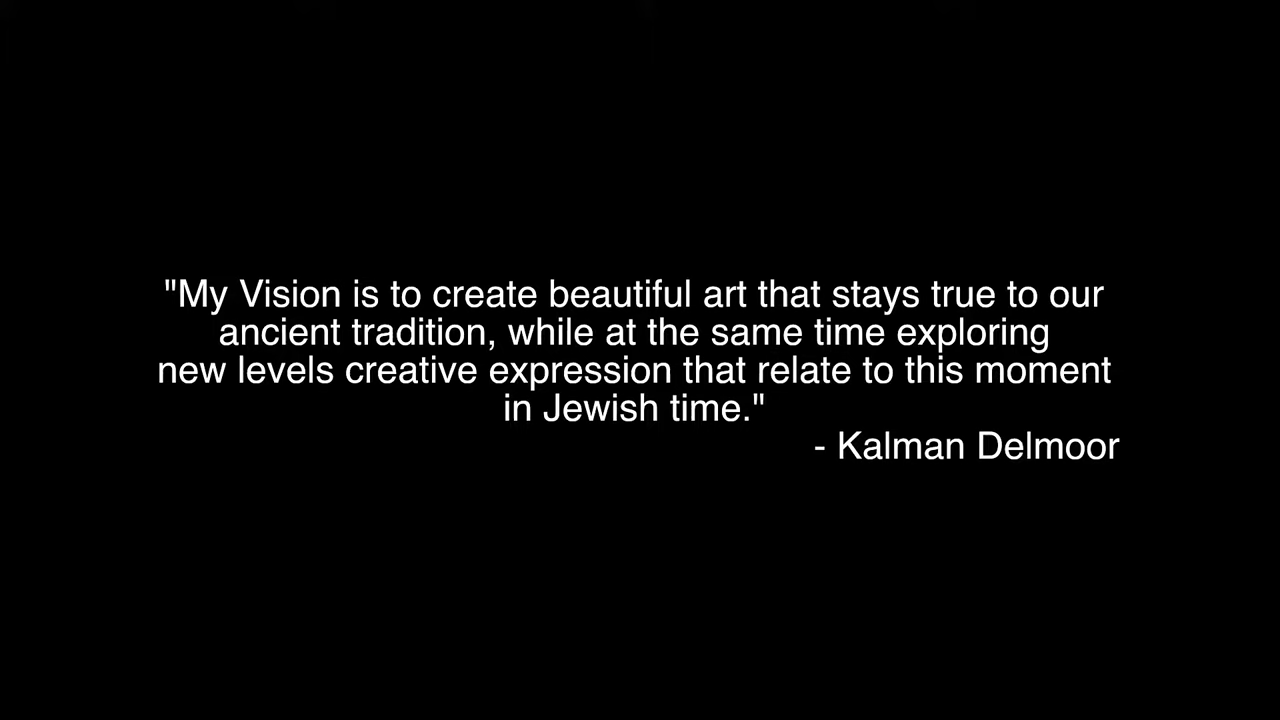 "My Vision is to create beautiful art that stays true to our
ancient tradition, while at the same time exploring
new levels creative expression that relate to this moment
in Jewish time."
- Kalman Delmoor